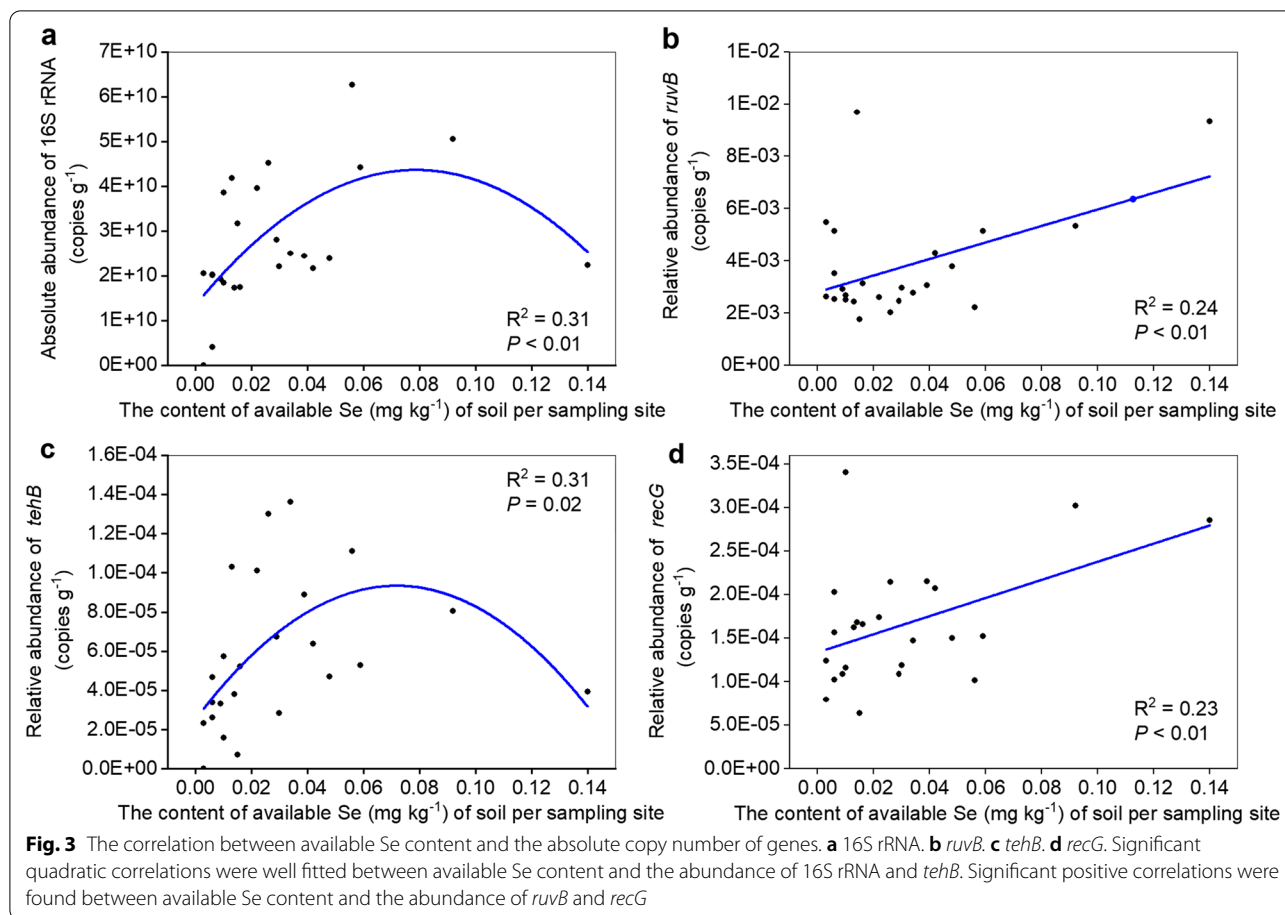 a
7E+10
6E+10
5E+10
4E+10
3E+10
2E+10
1E+10
0E+00
Absolute abundance of 16S rRNA
(copies g⁻¹)
R² = 0.31
P < 0.01
0.00 0.02 0.04 0.06 0.08 0.10 0.12 0.14
The content of available Se (mg kg⁻¹) of soil per sampling site
b
1E-02
1E-02
8E-03
6E-03
4E-03
2E-03
0E+00
Relative abundance of ruvB
(copies g⁻¹)
R² = 0.24
P < 0.01
0.00 0.02 0.04 0.06 0.08 0.10 0.12 0.14
The content of available Se (mg kg⁻¹) of soil per sampling site
c
1.6E-04
1.4E-04
1.2E-04
1.0E-04
8.0E-05
6.0E-05
4.0E-05
2.0E-05
0.0E+00
Relative abundance of tehB
(copies g⁻¹)
R² = 0.31
P = 0.02
0.00 0.02 0.04 0.06 0.08 0.10 0.12 0.14
The content of available Se (mg kg⁻¹) of soil per sampling site
d
3.5E-04
3.0E-04
2.5E-04
2.0E-04
1.5E-04
1.0E-04
5.0E-05
0.0E+00
Relative abundance of recG
(copies g⁻¹)
R² = 0.23
P < 0.01
0.00 0.02 0.04 0.06 0.08 0.10 0.12 0.14
The content of available Se (mg kg⁻¹) of soil per sampling site
Fig. 3 The correlation between available Se content and the absolute copy number of genes. a 16S rRNA. b ruvB. c tehB. d recG. Significant
quadratic correlations were well fitted between available Se content and the abundance of 16S rRNA and tehB. Significant positive correlations were
found between available Se content and the abundance of ruvB and recG